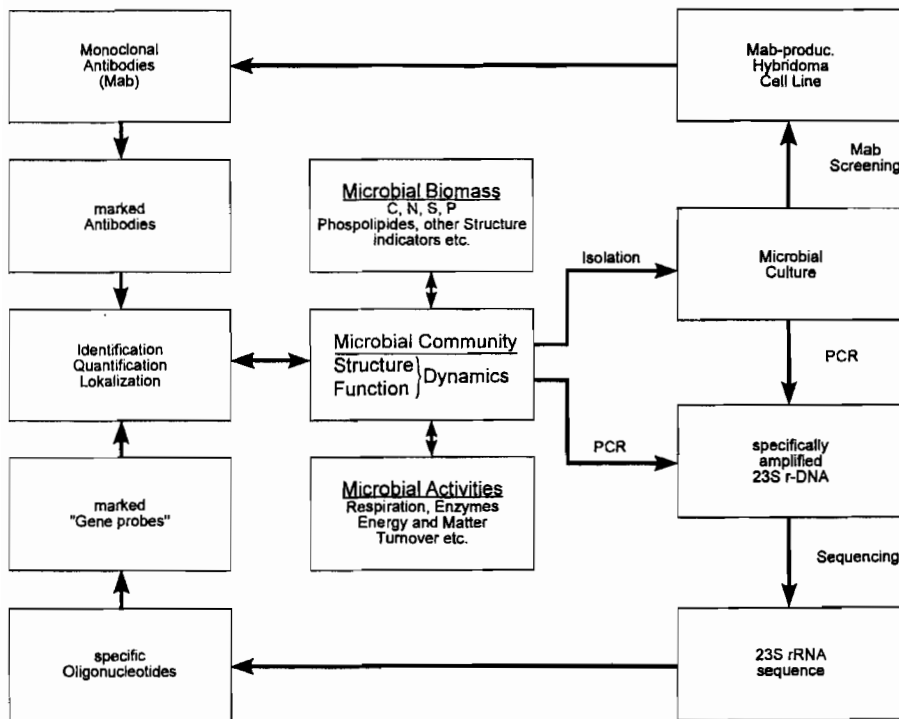 Monoclonal
Antibodies
(Mab)
Mab-produc.
Hybridoma
Cell Line
Mab
Screening
marked
Antibodies
Microbial Biomass
C, N, S, P
Phospolipides, other Structure
indicators etc.
Isolation
Microbial
Culture
Identification
Quantification
Lokalization
Microbial Community
Structure
Function
Dynamics
PCR
PCR
specifically
amplified
23S r-DNA
marked
"Gene probes"
Microbial Activities
Respiration, Enzymes
Energy and Matter
Turnover etc.
Sequencing
specific
Oligonucleotides
23S rRNA
sequence